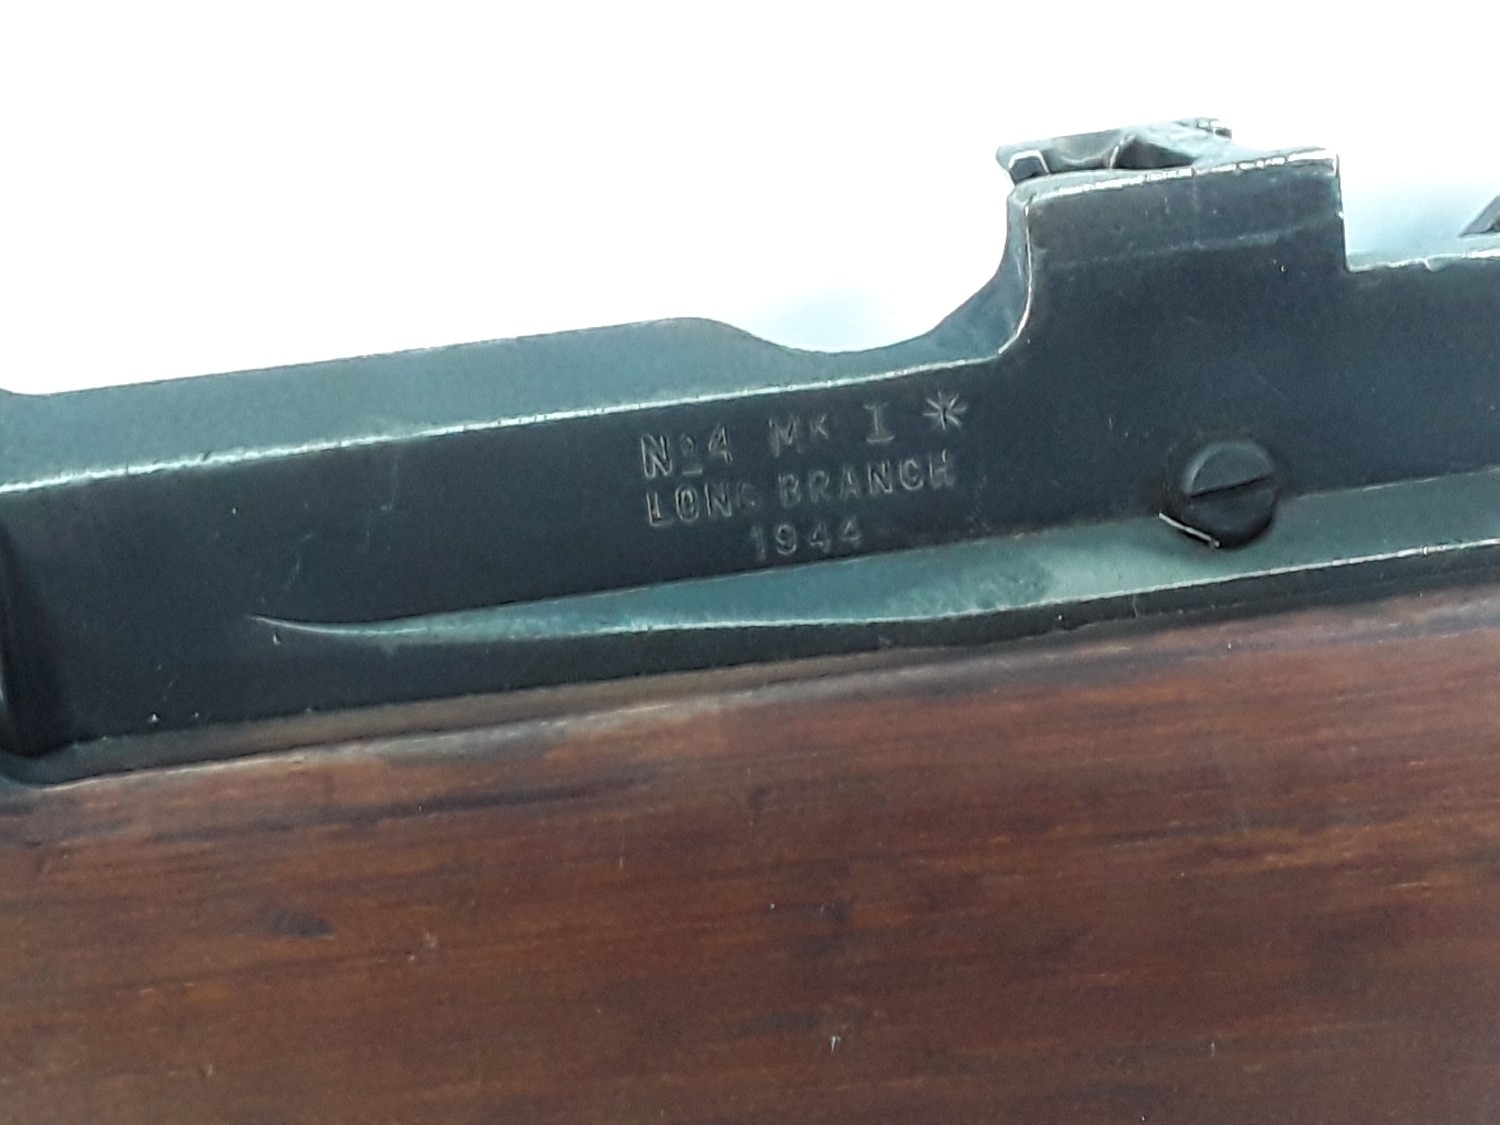 No4 MK I *
LONG BRANCH
1944